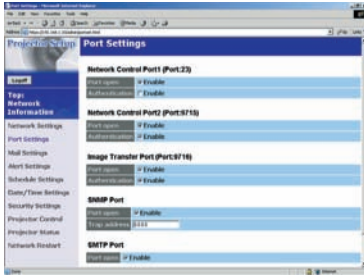 Projector Setup
Port Settings
Logoff
Top:
Network
Information
Network Settings
Port Settings
Mail Settings
Alert Settings
Schedule Settings
Date/Time Settings
Security Settings
Projector Control
Projector Status
Network Restart
Network Control Port1 (Port:23)
Port open Enable
Authentication Enable
Network Control Port2 (Port:9715)
Port open Enable
Authentication Enable
Image Transfer Port (Port:9716)
Port open Enable
Authentication Enable
SNMP Port
Port open Enable
Trap address
SMTP Port
Port open Enable